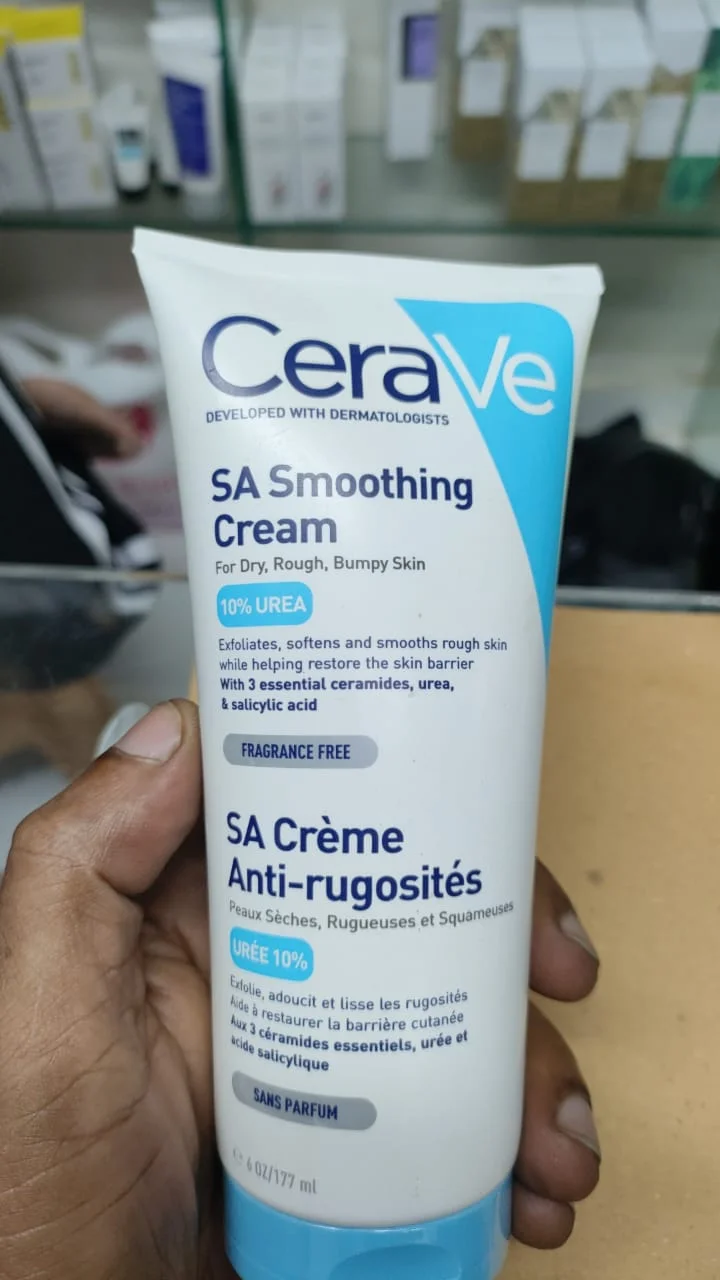 CeraVe
DEVELOPED WITH DERMATOLOGISTS
SA Smoothing
Cream
For Dry, Rough, Bumpy Skin
10% UREA
Exfoliates, softens and smooths rough skin
while helping restore the skin barrier
With 3 essential ceramides, urea,
& salicylic acid
FRAGRANCE FREE
SA Crème
Anti-rugosités
Peaux Sèches, Rugueuses et Squameuses
URÉE 10%
Exfolie, adoucit et lisse les rugosités
Aide à restaurer la barrière cutanée
Aux 3 céramides essentiels, urée et
acide salicylique
SANS PARFUM
6 OZ/177 ml